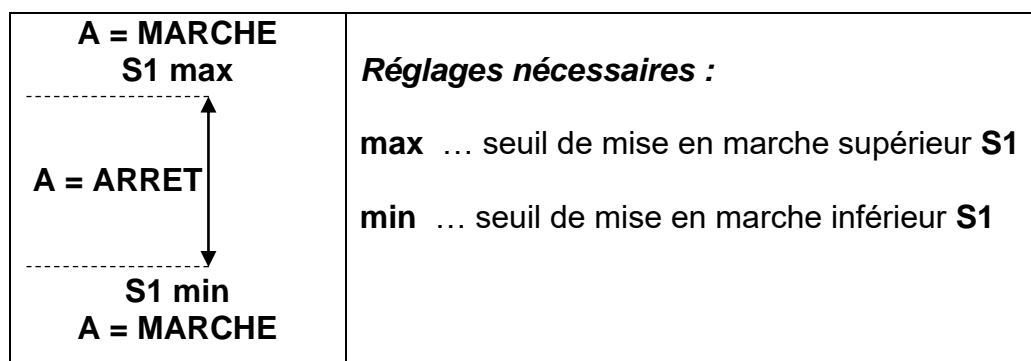 A = MARCHE
S1 max
A = ARRET
S1 min
A = MARCHE
Réglages nécessaires :
max … seuil de mise en marche supérieur S1
min … seuil de mise en marche inférieur S1